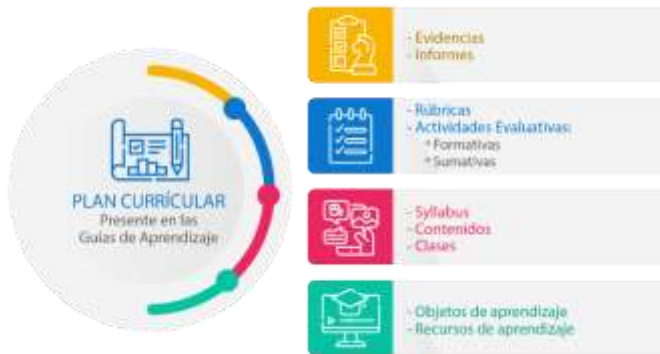 PLAN CURRÍCULAR
Presente en las
Guías de Aprendizaje
- Evidencias
- Informes
- Rúbricas
- Actividades Evaluativas:
* Formativas
* Sumativas
- Syllabus
- Contenidos
- Clases
- Objetos de aprendizaje
- Recursos de aprendizaje